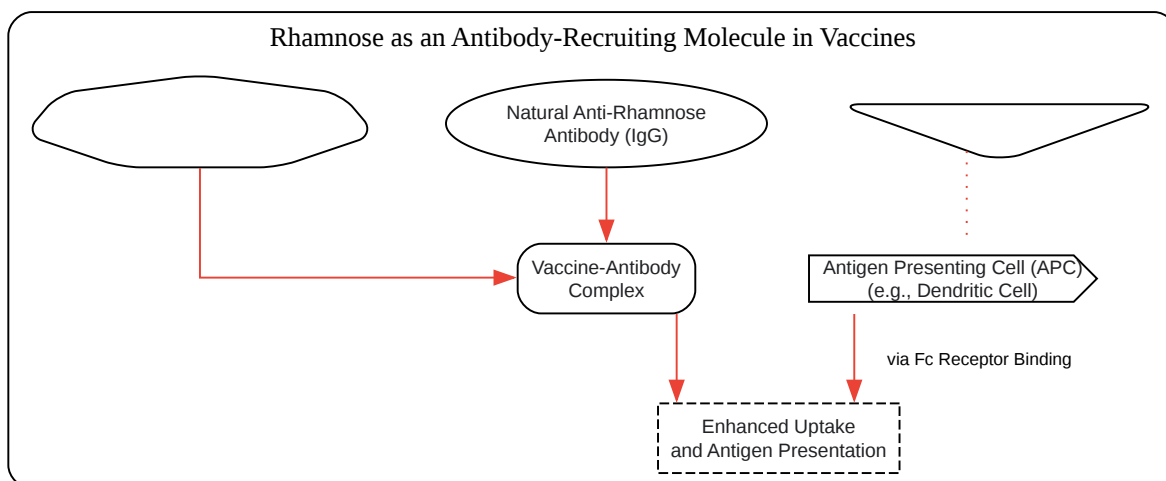 Rhamnose as an Antibody-Recruiting Molecule in Vaccines
Natural Anti-Rhamnose
Antibody (IgG)
Vaccine-Antibody
Complex
Antigen Presenting Cell (APC)
(e.g., Dendritic Cell)
via Fc Receptor Binding
Enhanced Uptake
and Antigen Presentation